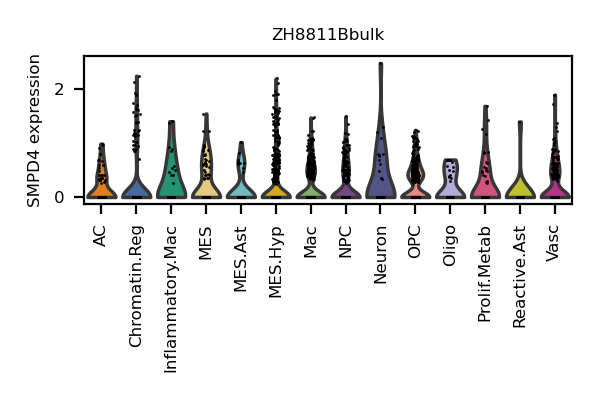 ZH8811Bbulk
SMPD4 expression
2
0
AC
Chromatin.Reg
Inflammatory.Mac
MES
MES.Ast
MES.Hyp
Mac
NPC
Neuron
OPC
Oligo
Prolif.Metab
Reactive.Ast
Vasc